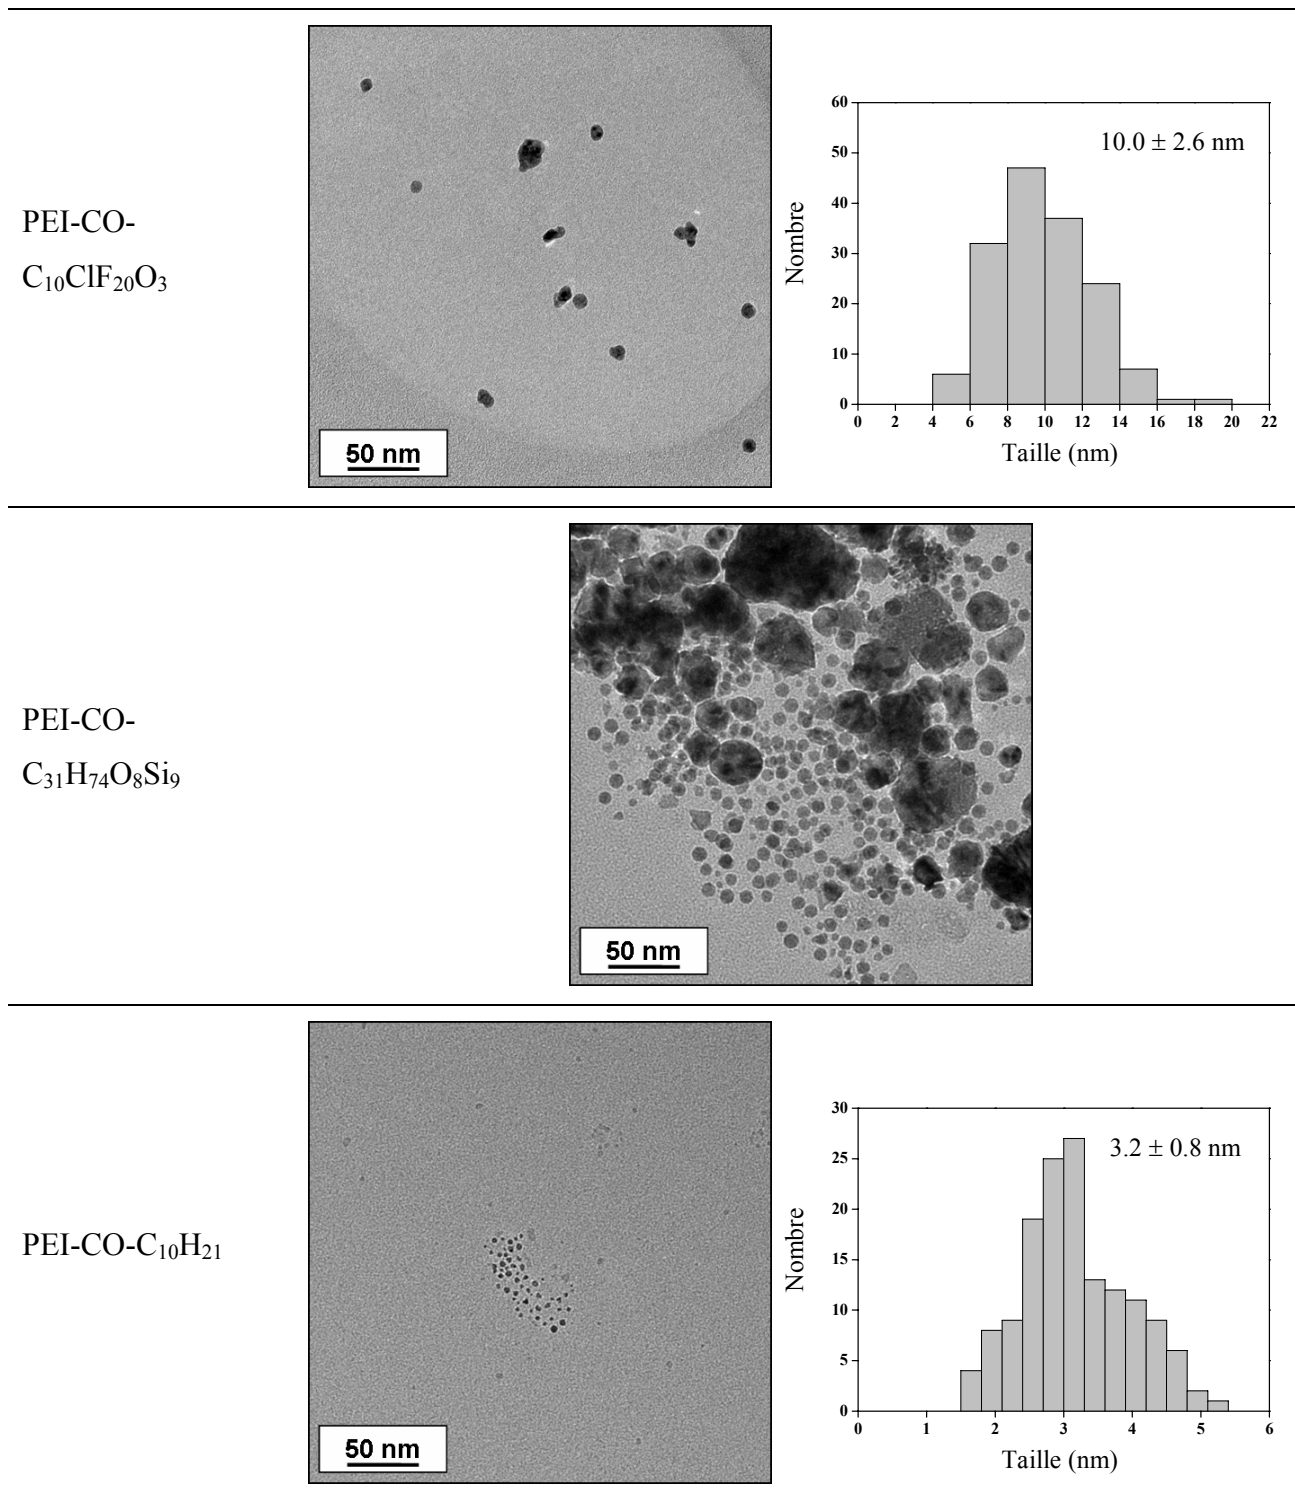 PEI-CO-
C₁₀ClF₂₀O₃
50 nm
60
50
40
30
20
10
0
Nombre
10.0 ± 2.6 nm
0 2 4 6 8 10 12 14 16 18 20 22
Taille (nm)
PEI-CO-
C₃₁H₇₄O₈Si₉
50 nm
PEI-CO-C₁₀H₂₁
50 nm
30
25
20
15
10
5
0
Nombre
3.2 ± 0.8 nm
0 1 2 3 4 5 6
Taille (nm)